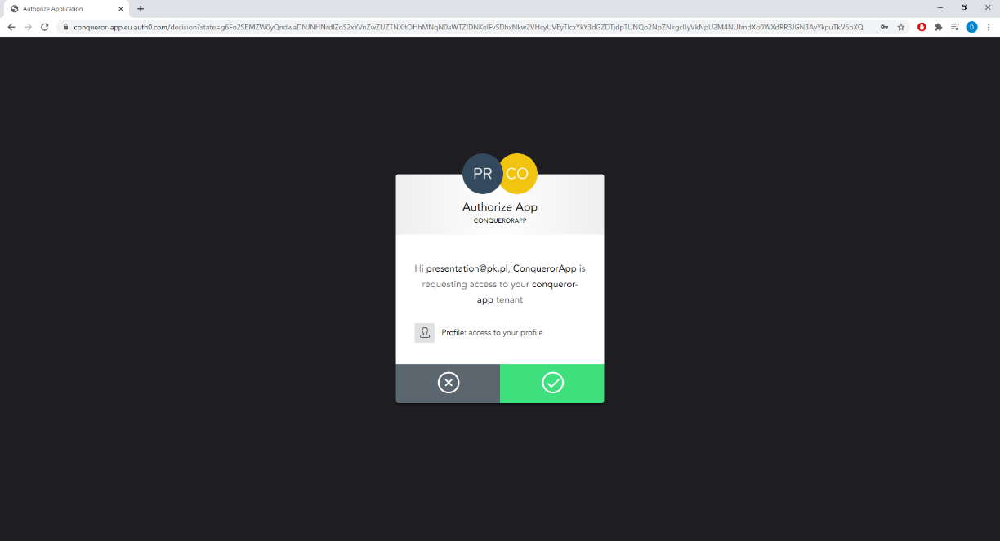 Authorize Application
conqueror-app.eu.auth0.com/decision?state=
D
PR CO
Authorize App
CONQUERORAPP
Hi presentation@pk.pl, ConquerorApp is
requesting access to your conqueror-
app tenant
Profile: access to your profile